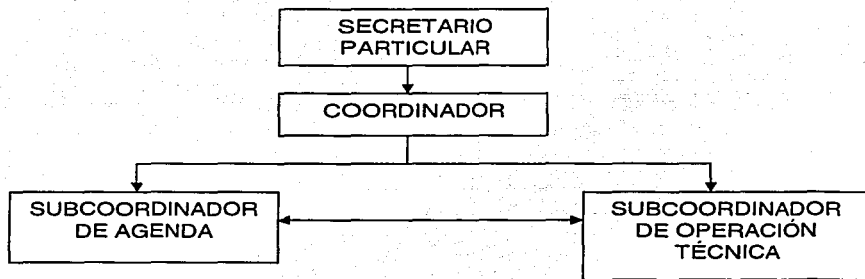 SECRETARIO
PARTICULAR
COORDINADOR
SUBCOORDINADOR
DE AGENDA
SUBCOORDINADOR
DE OPERACIÓN
TÉCNICA